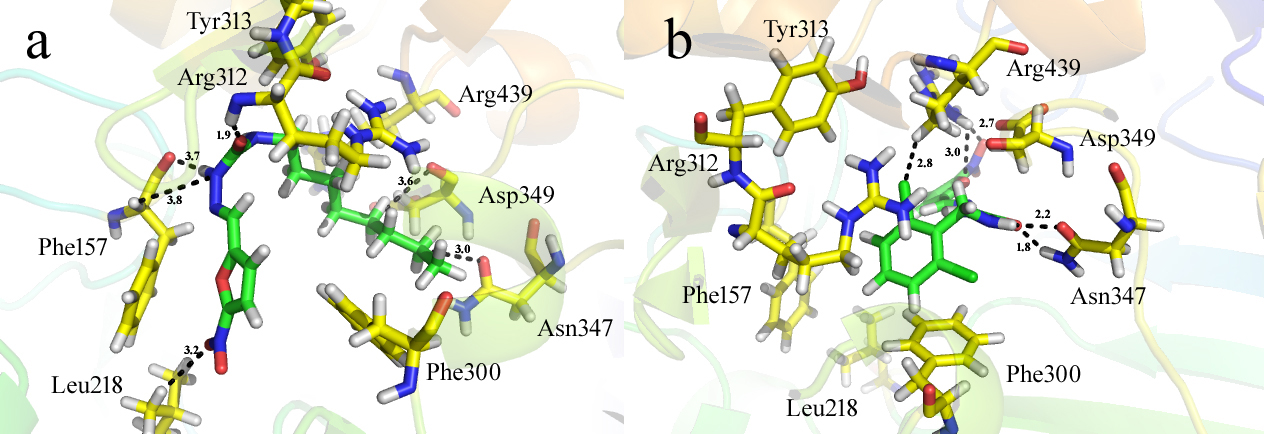 a
Tyr313
Arg312
Arg439
1.9
3.7
3.8
3.6
Asp349
Phe157
3.0
Asn347
3.2
Leu218
Phe300
b
Tyr313
Arg439
2.7
Asp349
3.0
2.8
Arg312
2.2
1.8
Phe157
Asn347
Phe300
Leu218